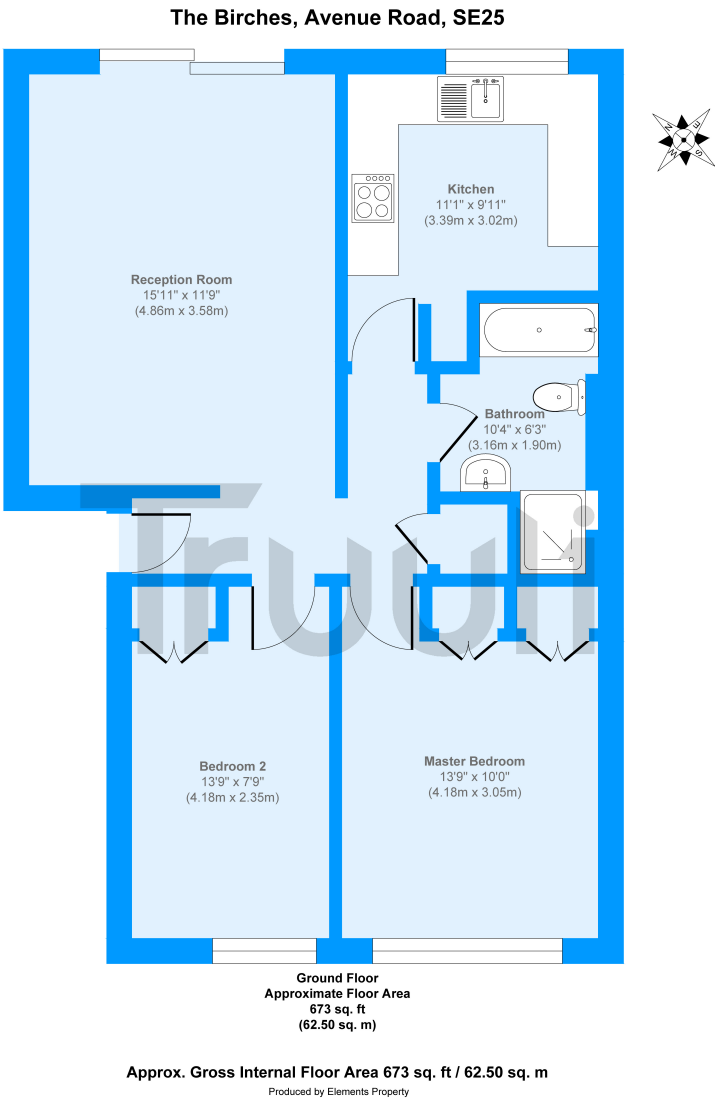 The Birches, Avenue Road, SE25
N
E
W
S
Kitchen
11'1" x 9'11"
(3.39m x 3.02m)
Reception Room
15'11" x 11'9"
(4.86m x 3.58m)
Bathroom
10'4" x 6'3"
(3.16m x 1.90m)
Truuli
Bedroom 2
13'9" x 7'9"
(4.18m x 2.35m)
Master Bedroom
13'9" x 10'0"
(4.18m x 3.05m)
Ground Floor
Approximate Floor Area
673 sq. ft
(62.50 sq. m)
Approx. Gross Internal Floor Area 673 sq. ft / 62.50 sq. m
Produced by Elements Property